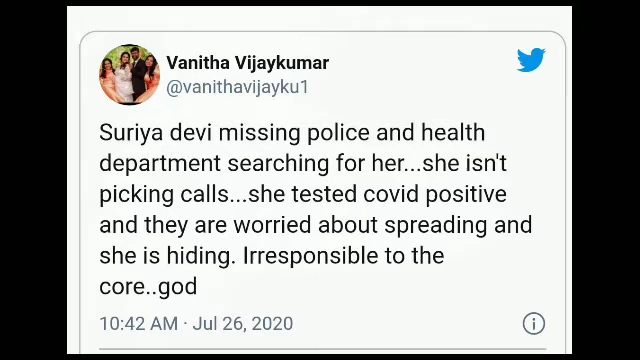 Vanitha Vijaykumar
@vanithavijayku1
Suriya devi missing police and health
department searching for her...she isn't
picking calls...she tested covid positive
and they are worried about spreading and
she is hiding. Irresponsible to the
core..god
10:42 AM · Jul 26, 2020